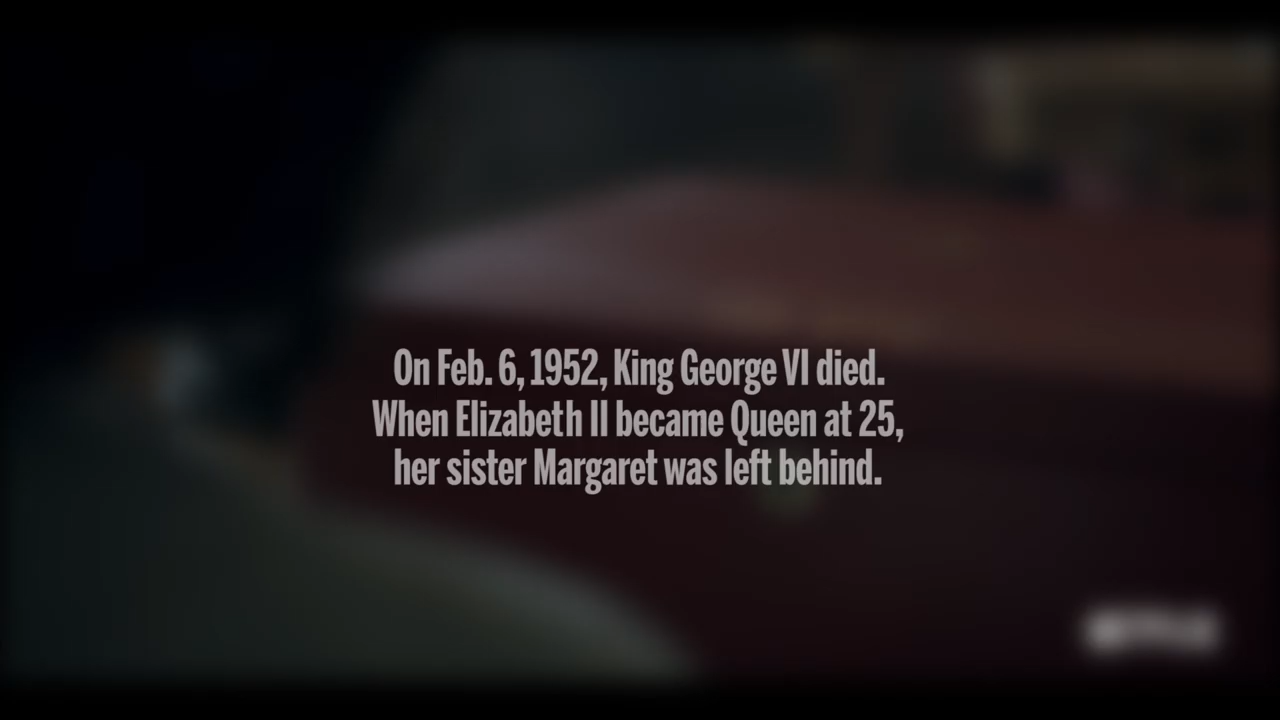 On Feb. 6, 1952, King George VI died.
When Elizabeth II became Queen at 25,
her sister Margaret was left behind.